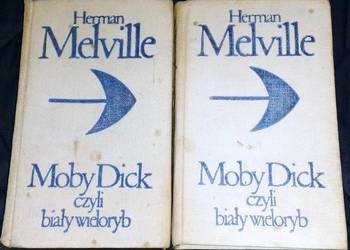 Herman
Melville
Moby Dick
czyli
biały wieloryb
Herman
Melville
Moby Dick
czyli
biały wieloryb